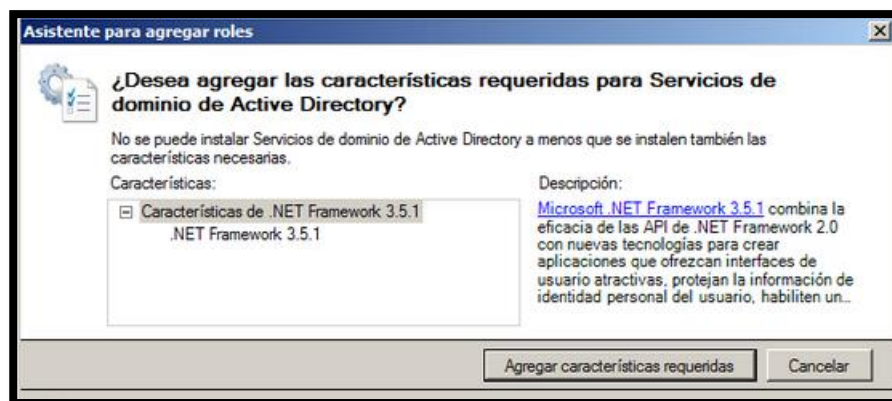 Asistente para agregar roles
¿Desea agregar las características requeridas para Servicios de
dominio de Active Directory?
No se puede instalar Servicios de dominio de Active Directory a menos que se instalen también las
características necesarias.
Características:
Características de .NET Framework 3.5.1
.NET Framework 3.5.1
Descripción:
Microsoft .NET Framework 3.5.1 combina la
eficacia de las API de .NET Framework 2.0
con nuevas tecnologías para crear
aplicaciones que ofrezcan interfaces de
usuario atractivas, protejan la información de
identidad personal del usuario, habiliten un...
Agregar características requeridas
Cancelar